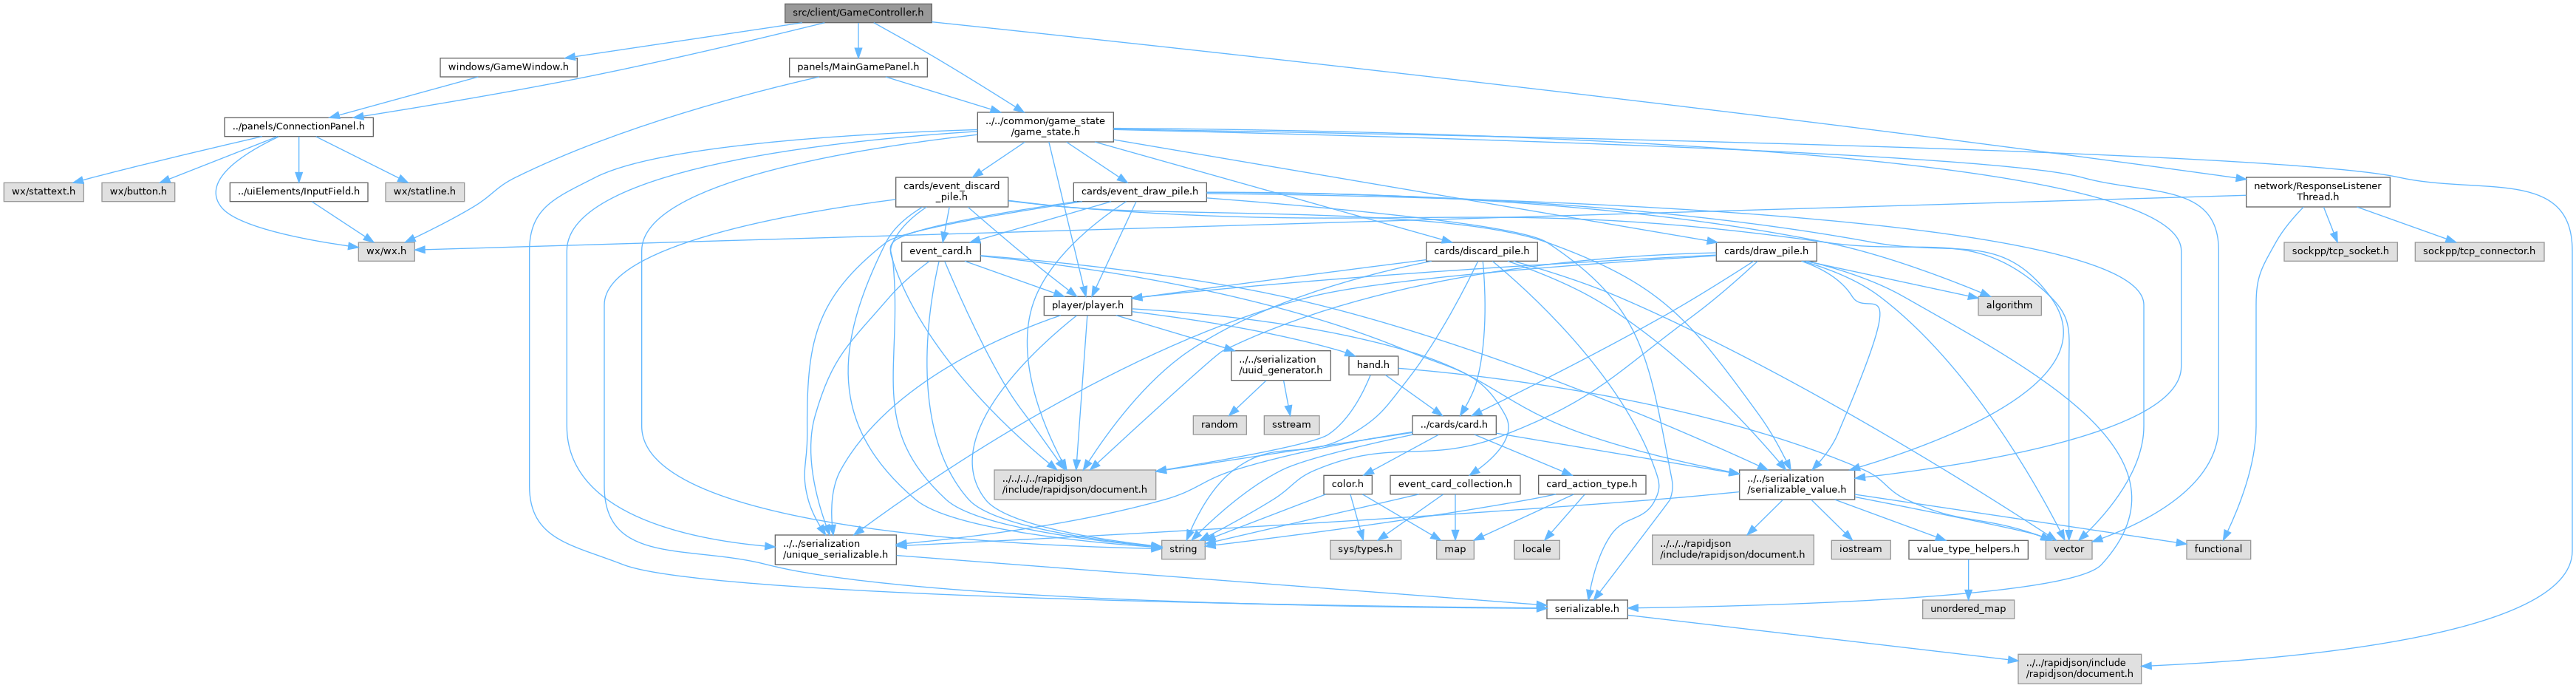 src/client/GameController.h
windows/GameWindow.h
panels/MainGamePanel.h
../panels/ConnectionPanel.h
../../common/game_state
/game_state.h
wx/stattext.h
wx/button.h
../uiElements/InputField.h
wx/statline.h
cards/event_discard
_pile.h
cards/event_draw_pile.h
network/ResponseListener
Thread.h
wx/wx.h
event_card.h
cards/discard_pile.h
cards/draw_pile.h
sockpp/tcp_socket.h
sockpp/tcp_connector.h
player/player.h
algorithm
../../serialization
/uuid_generator.h
hand.h
random
sstream
../cards/card.h
../../../../rapidjson
/include/rapidjson/document.h
color.h
event_card_collection.h
card_action_type.h
../../serialization
/serializable_value.h
../../serialization
/unique_serializable.h
string
sys/types.h
map
locale
../../../rapidjson
/include/rapidjson/document.h
iostream
value_type_helpers.h
vector
functional
serializable.h
unordered_map
../../rapidjson/include
/rapidjson/document.h